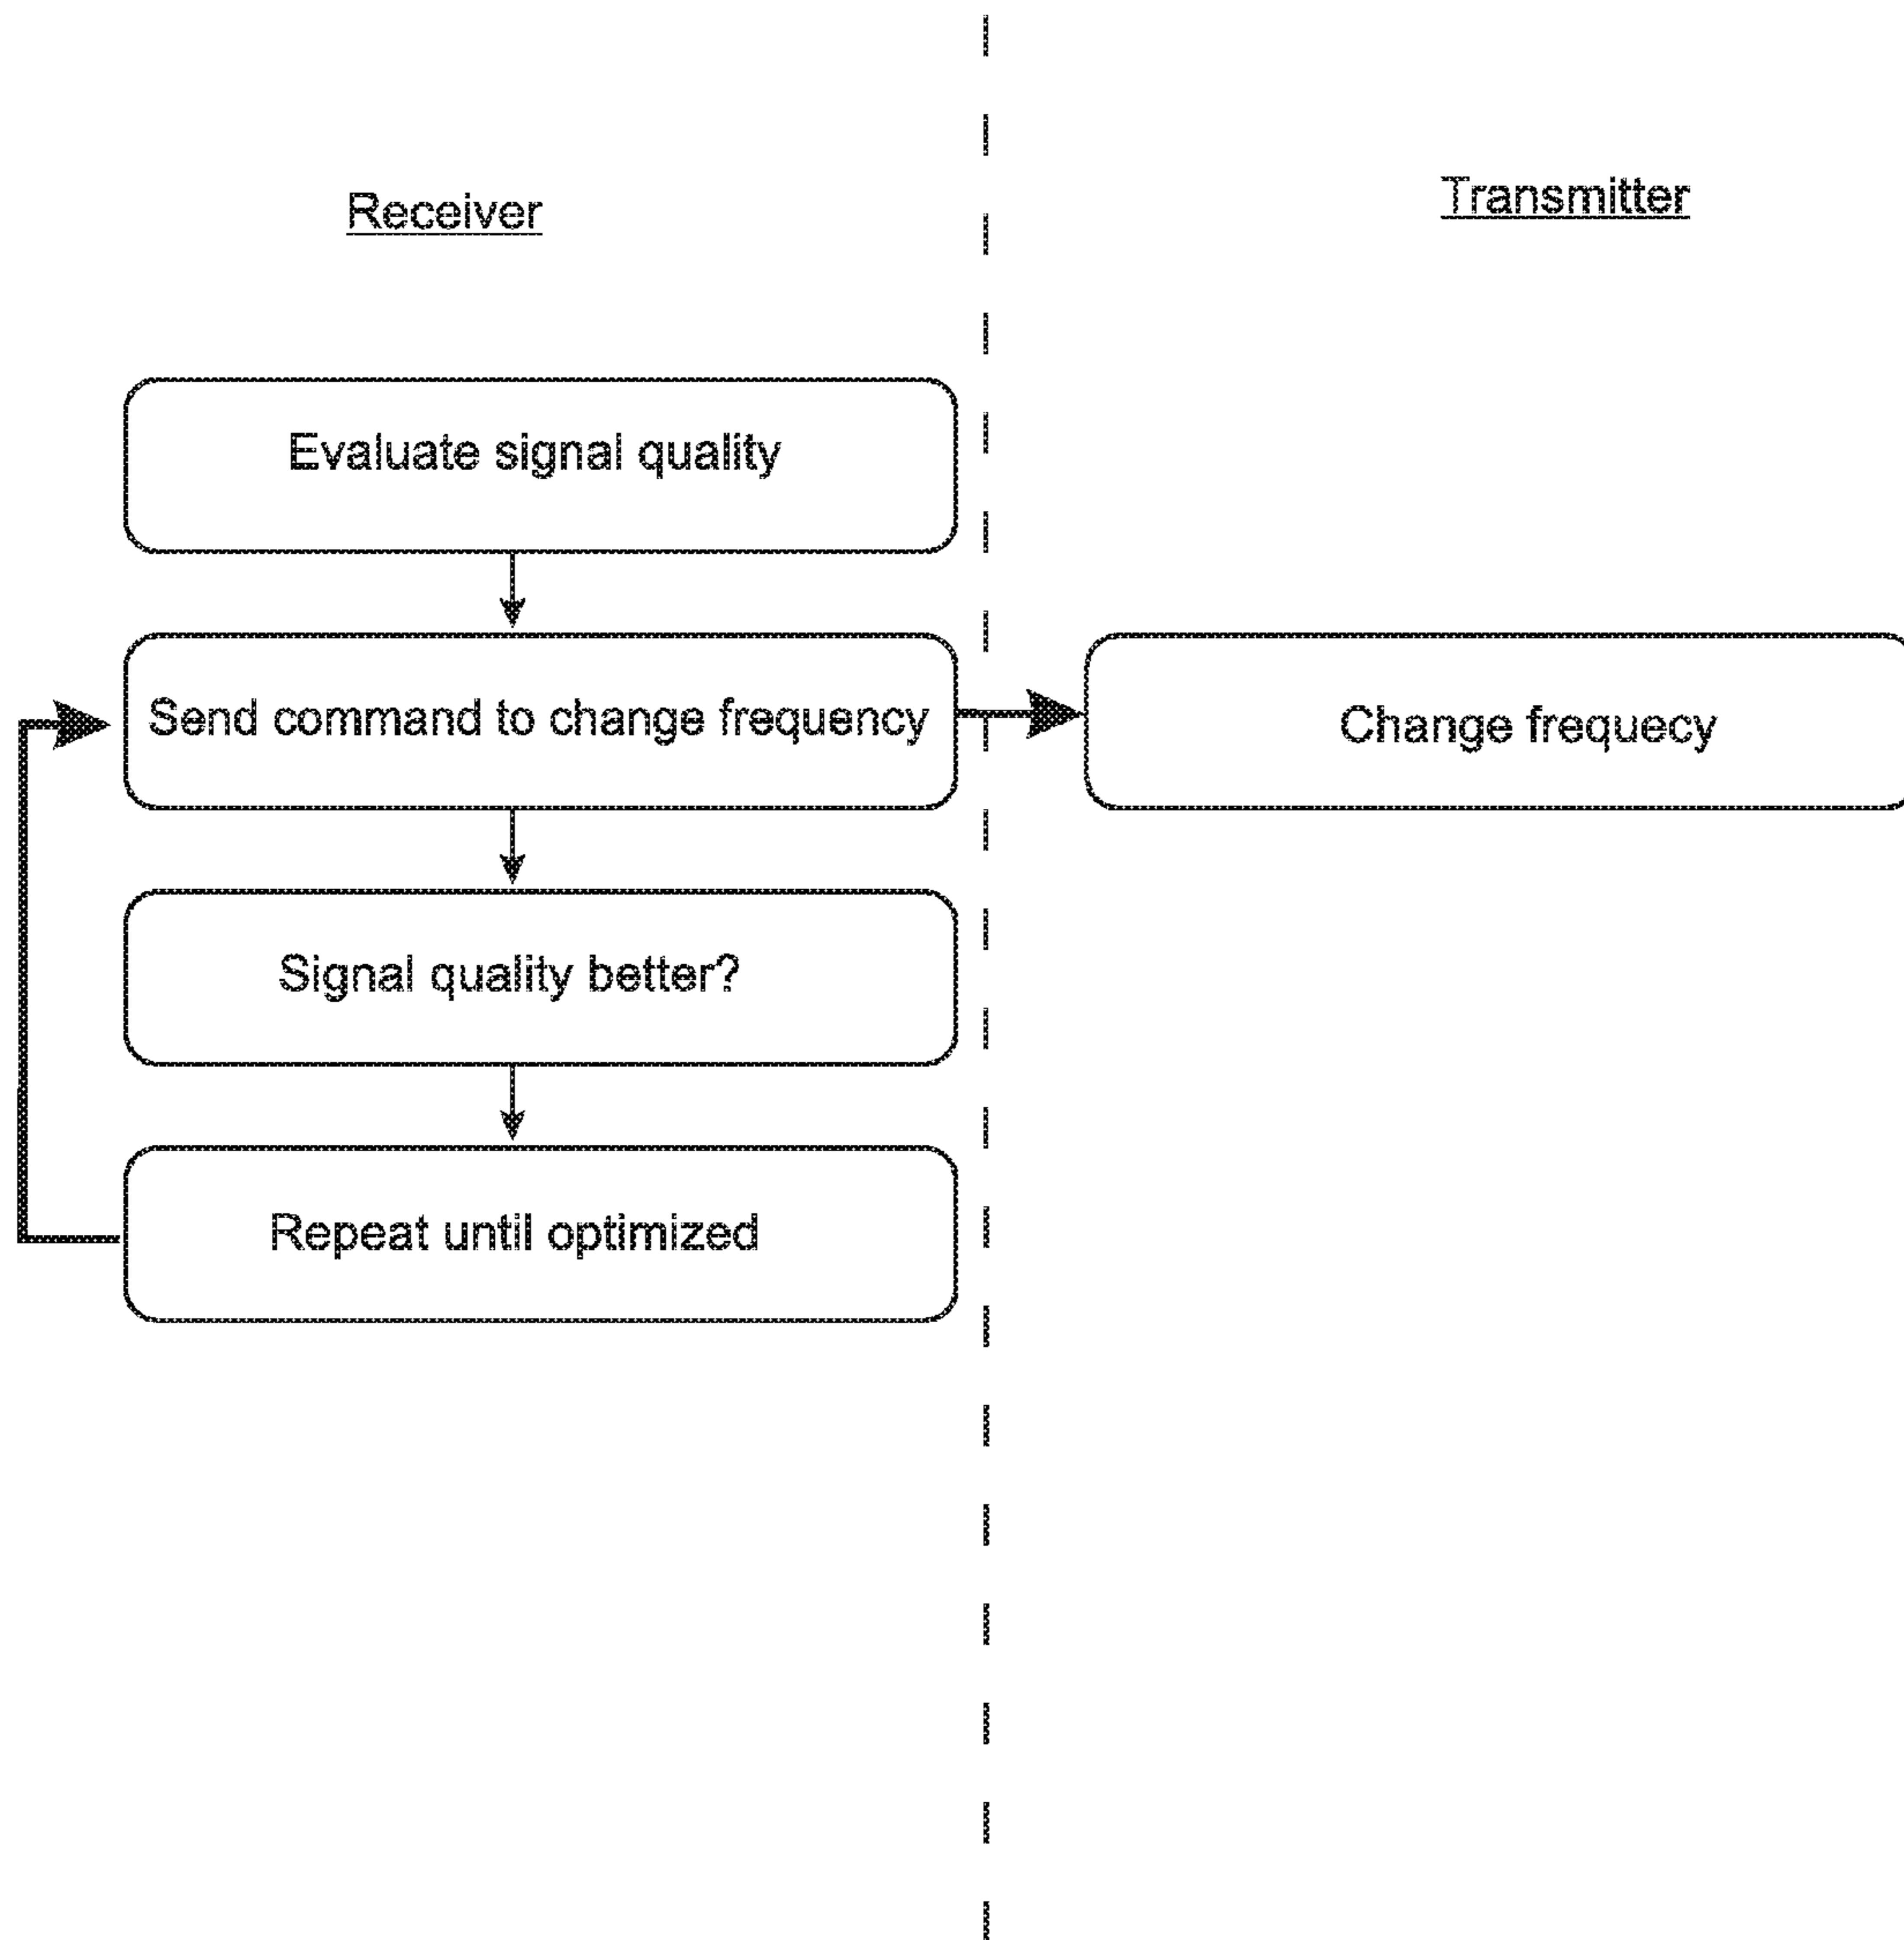 Receiver
Transmitter
Evaluate signal quality
Send command to change frequency
Change frequecy
Signal quality better?
Repeat until optimized